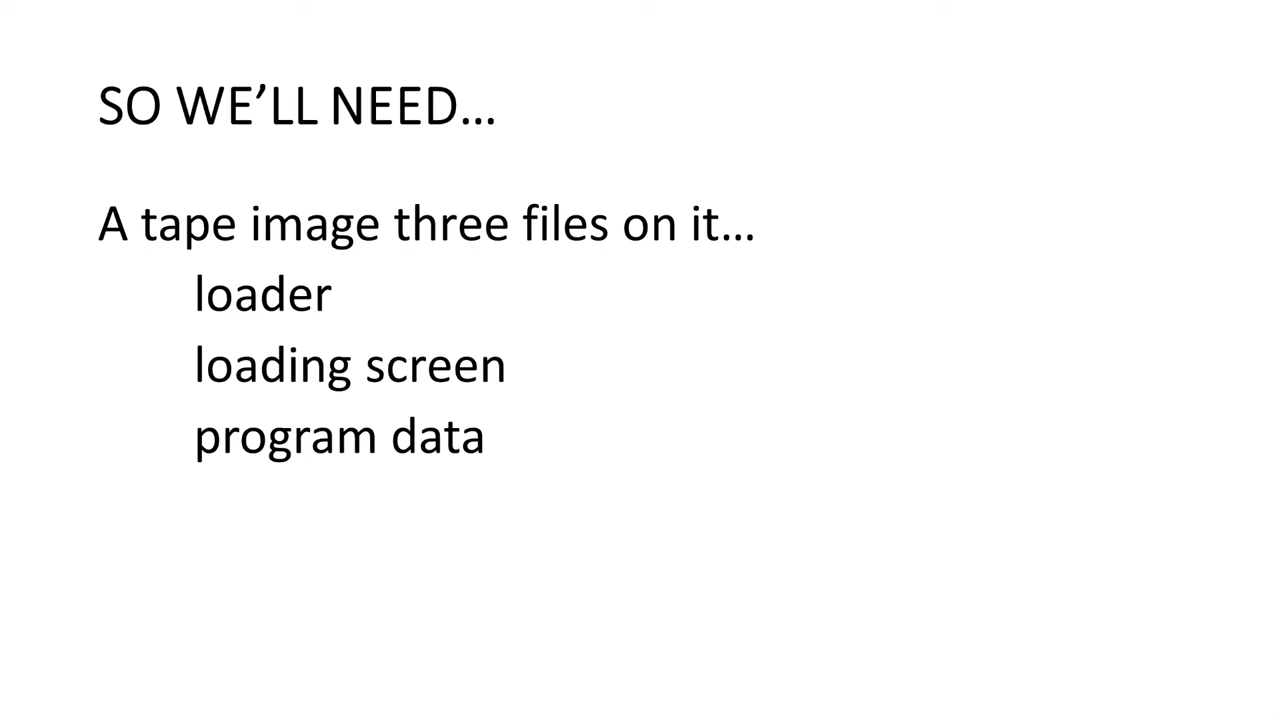 SO WE’LL NEED…
A tape image three files on it…
loader
loading screen
program data